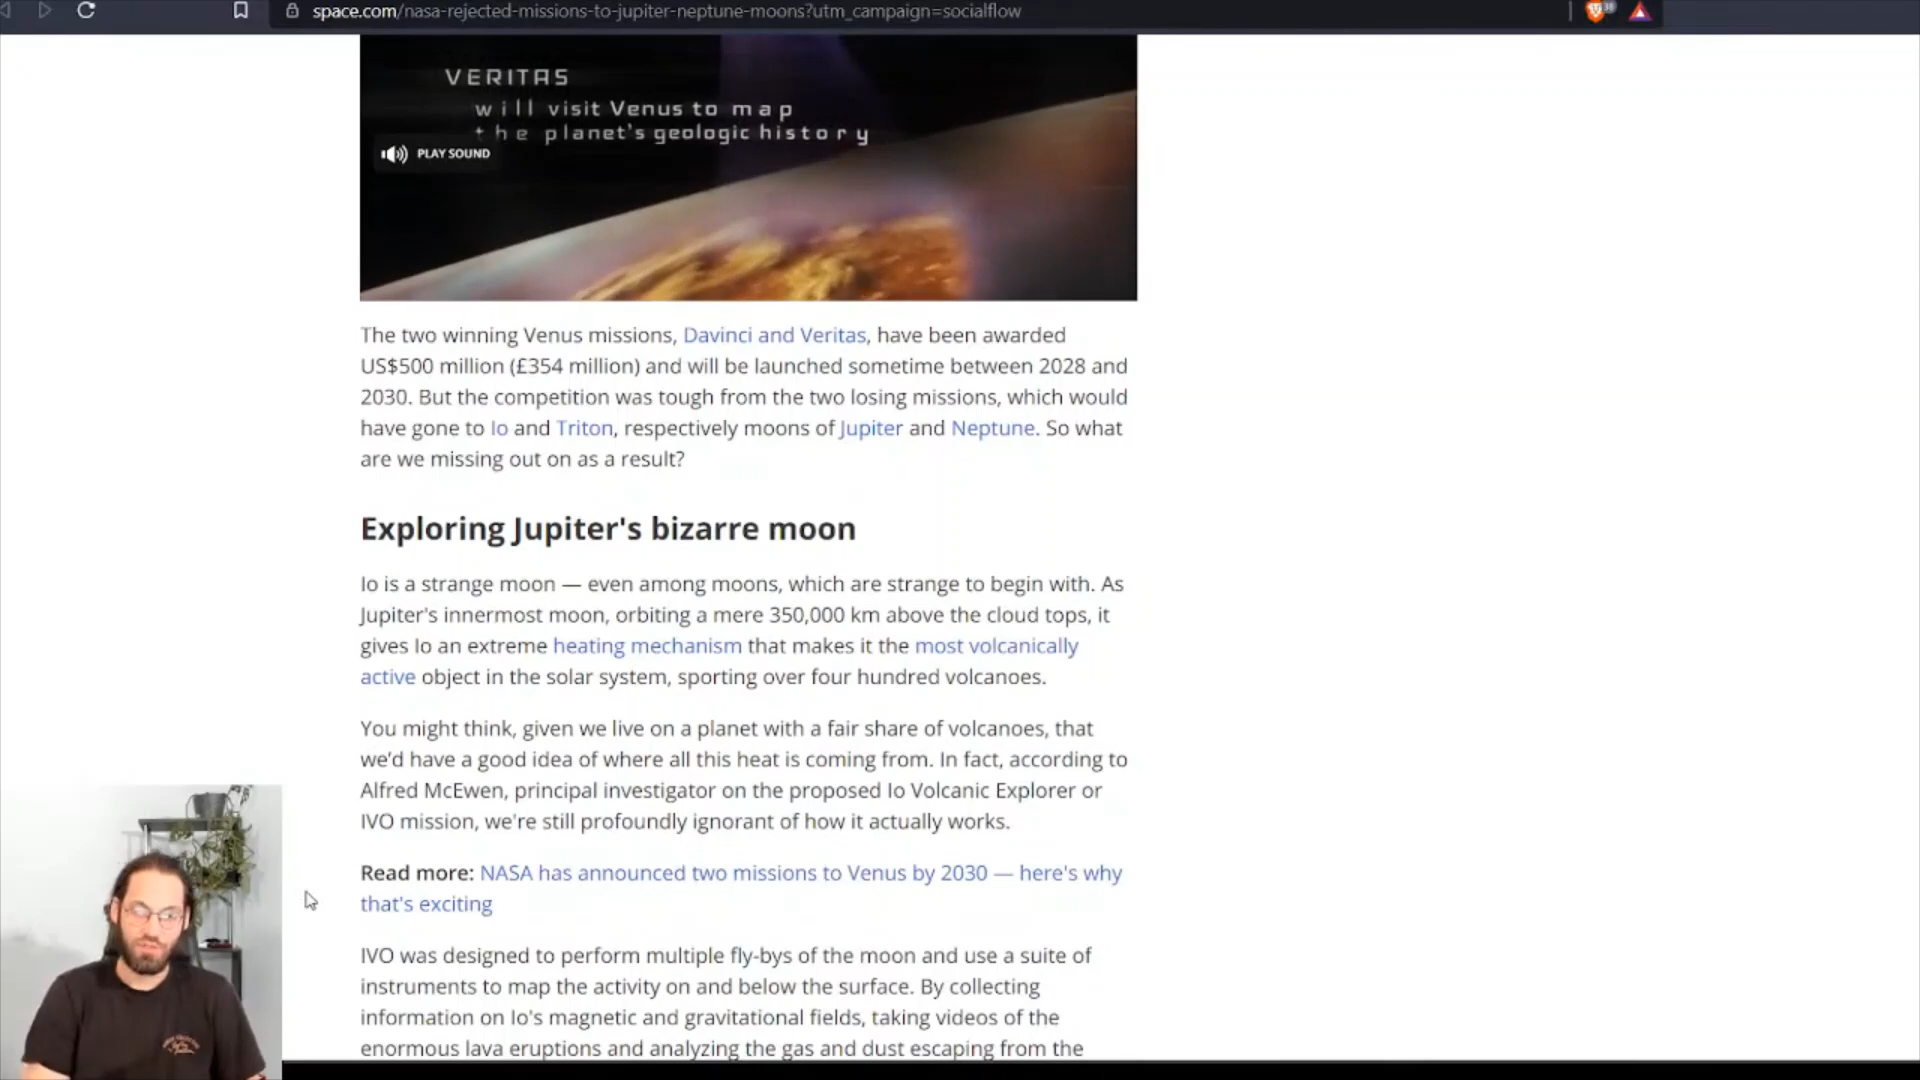 space.com/nasa-rejected-missions-to-jupiter-neptune-moons?utm_campaign=socialflow
VERITAS
will visit Venus to map
the planet's geologic history
PLAY SOUND
The two winning Venus missions, Davinci and Veritas, have been awarded
US$500 million (£354 million) and will be launched sometime between 2028 and
2030. But the competition was tough from the two losing missions, which would
have gone to Io and Triton, respectively moons of Jupiter and Neptune. So what
are we missing out on as a result?
Exploring Jupiter's bizarre moon
Io is a strange moon — even among moons, which are strange to begin with. As
Jupiter's innermost moon, orbiting a mere 350,000 km above the cloud tops, it
gives Io an extreme heating mechanism that makes it the most volcanically
active object in the solar system, sporting over four hundred volcanoes.
You might think, given we live on a planet with a fair share of volcanoes, that
we'd have a good idea of where all this heat is coming from. In fact, according to
Alfred McEwen, principal investigator on the proposed Io Volcanic Explorer or
IVO mission, we're still profoundly ignorant of how it actually works.
Read more: NASA has announced two missions to Venus by 2030 — here's why
that's exciting
IVO was designed to perform multiple fly-bys of the moon and use a suite of
instruments to map the activity on and below the surface. By collecting
information on Io's magnetic and gravitational fields, taking videos of the
enormous lava eruptions and analyzing the gas and dust escaping from the